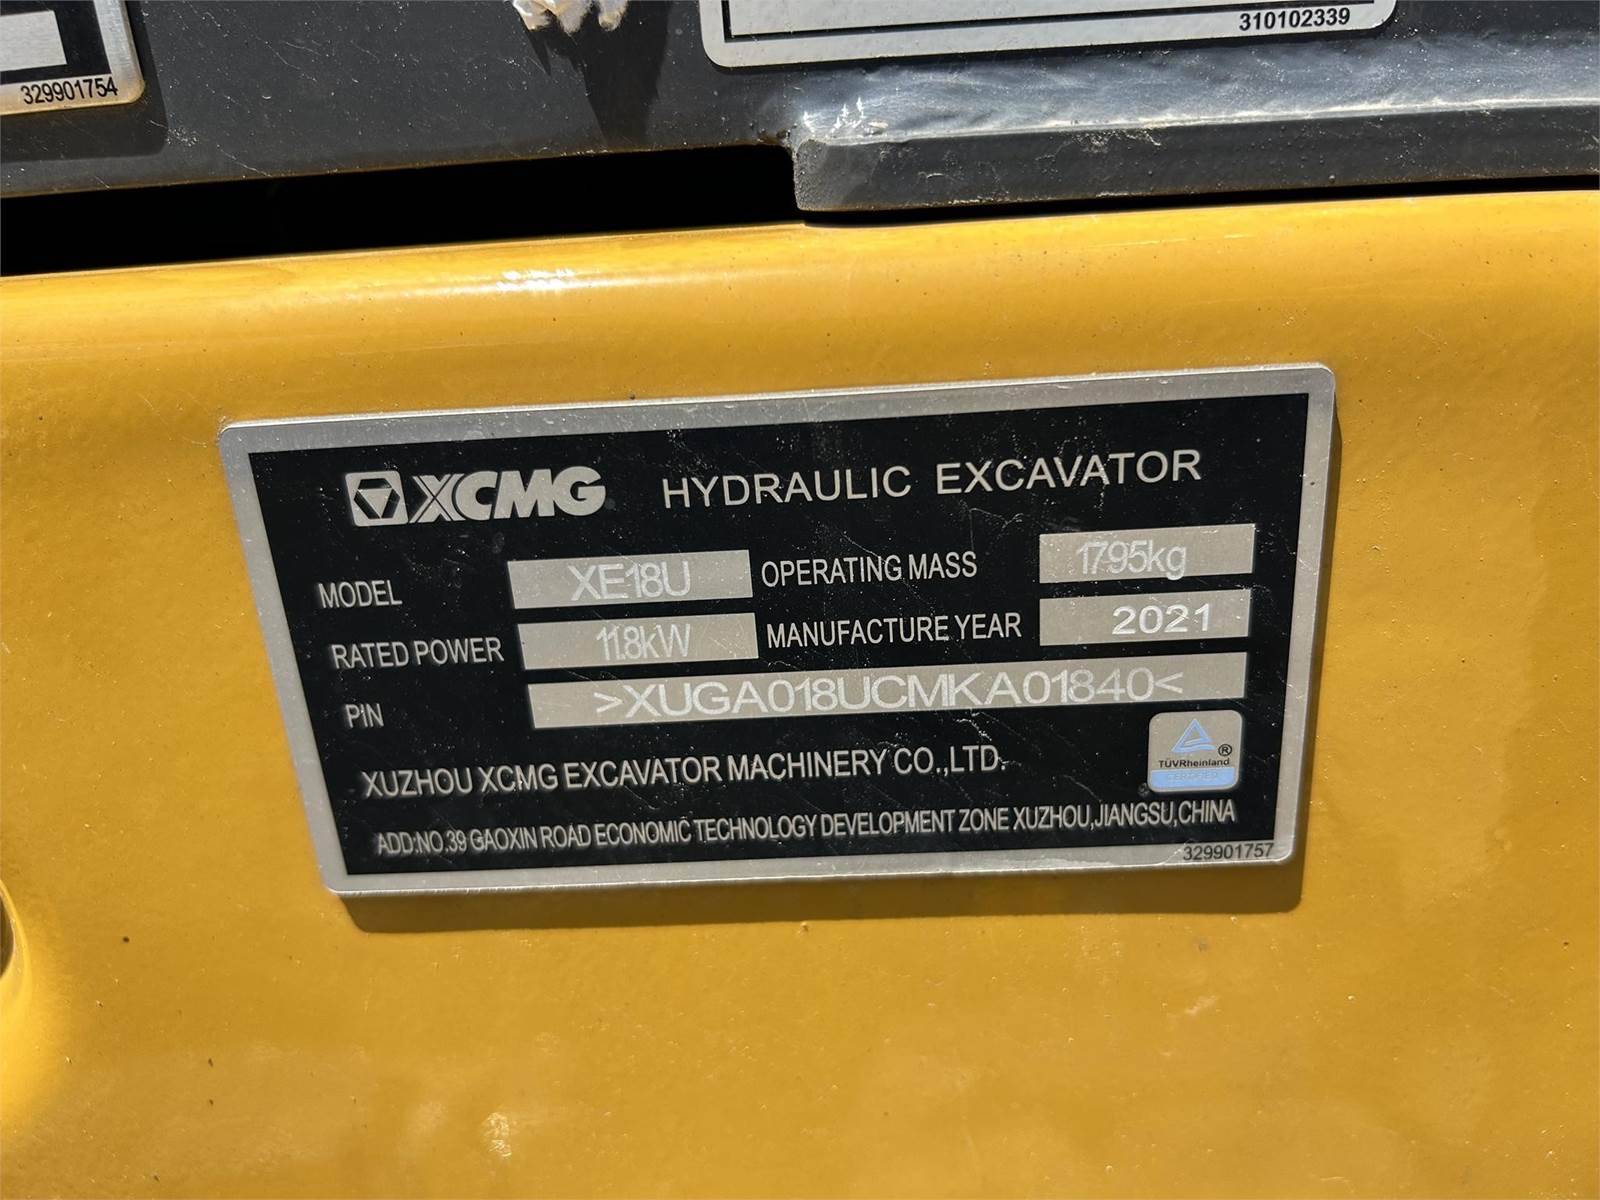 310102339
329901754
XCMG HYDRAULIC EXCAVATOR
MODEL XE18U OPERATING MASS 1795kg
RATED POWER 11.8kW MANUFACTURE YEAR 2021
PIN >XUGA018UCMKA01840<
XUZHOU XCMG EXCAVATOR MACHINERY CO.,LTD.
TÜVRheinland ®
CERTIFIED
ADD:NO.39 GAOXIN ROAD ECONOMIC TECHNOLOGY DEVELOPMENT ZONE XUZHOU,JIANGSU,CHINA
329901757